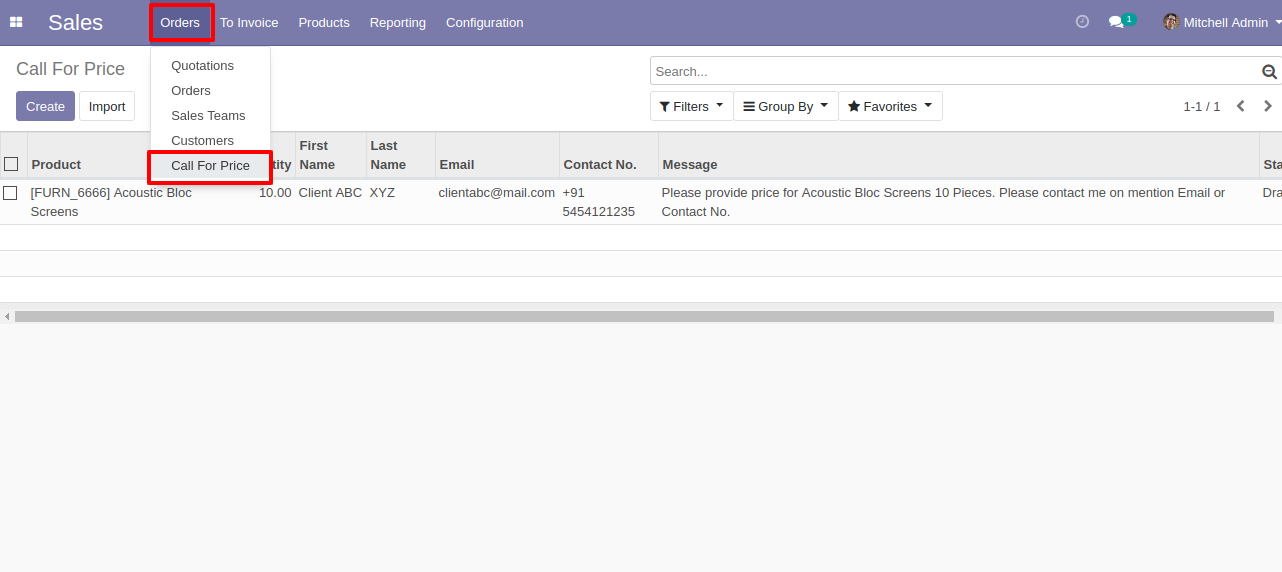 Sales Orders To Invoice Products Reporting Configuration 1 Mitchell Admin
Call For Price
Search...
Create Import
Filters Group By Favorites 1-1 / 1
Quotations
Orders
Sales Teams
Customers
Call For Price
Product tity First Name Last Name Email Contact No. Message Sta
[FURN_6666] Acoustic Bloc 10.00 Client ABC XYZ clientabc@mail.com +91 Please provide price for Acoustic Bloc Screens 10 Pieces. Please contact me on mention Email or Dra
Screens 5454121235 Contact No.